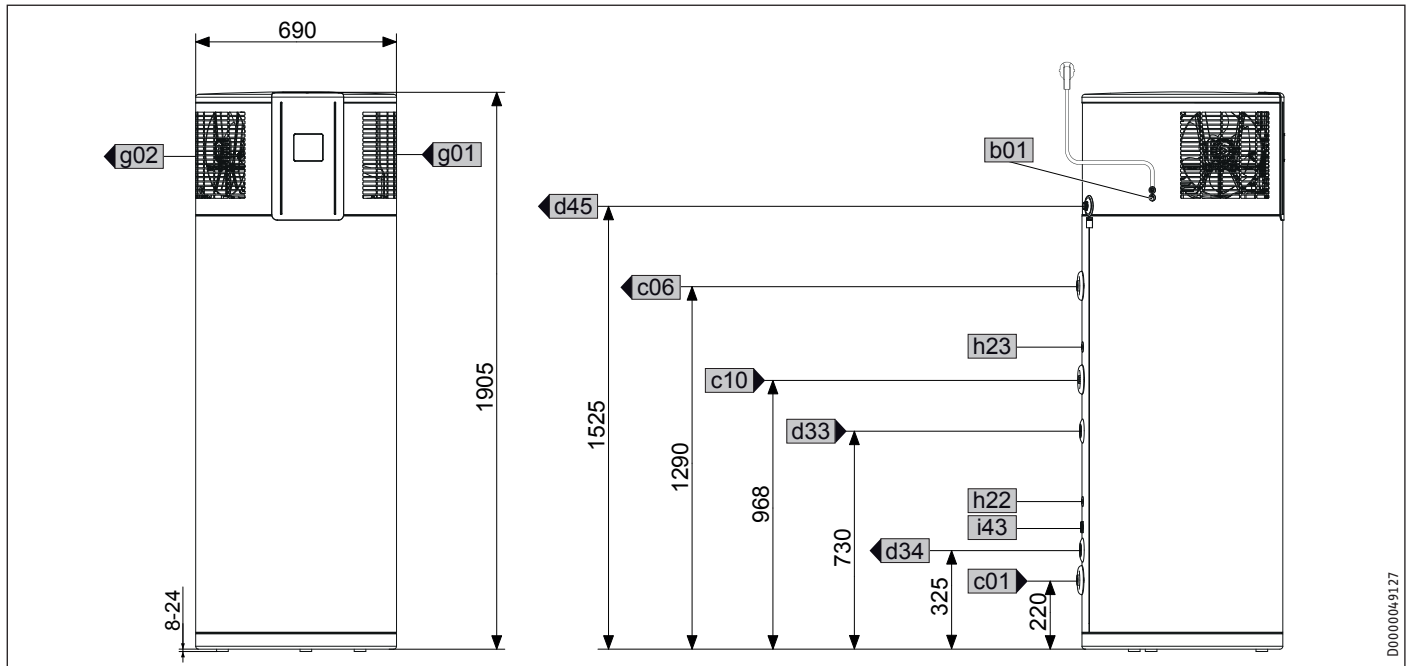 690
g02
g01
1905
8-24
b01
d45
c06
h23
c10
d33
h22
i43
d34
c01
1525
1290
968
730
325
220
D0000049127